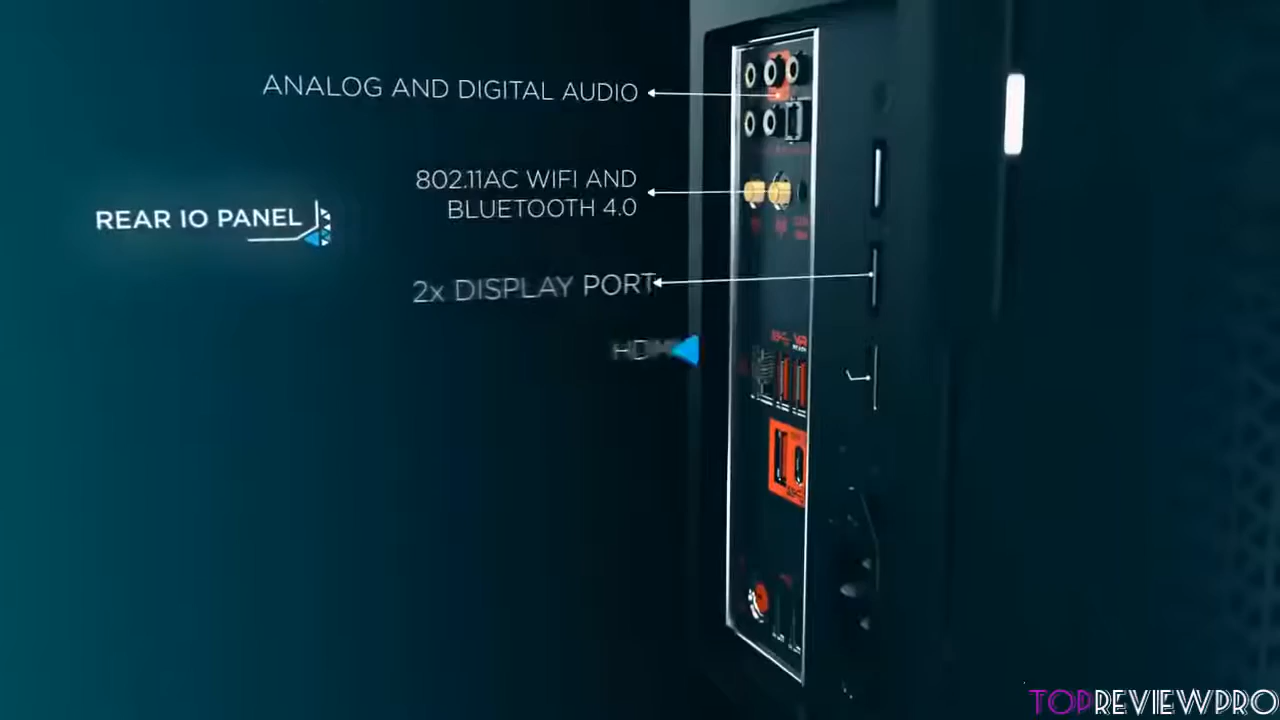 ANALOG AND DIGITAL AUDIO
802.11AC WIFI AND
BLUETOOTH 4.0
REAR IO PANEL
2x DISPLAY PORT
TOPREVIEWPRO